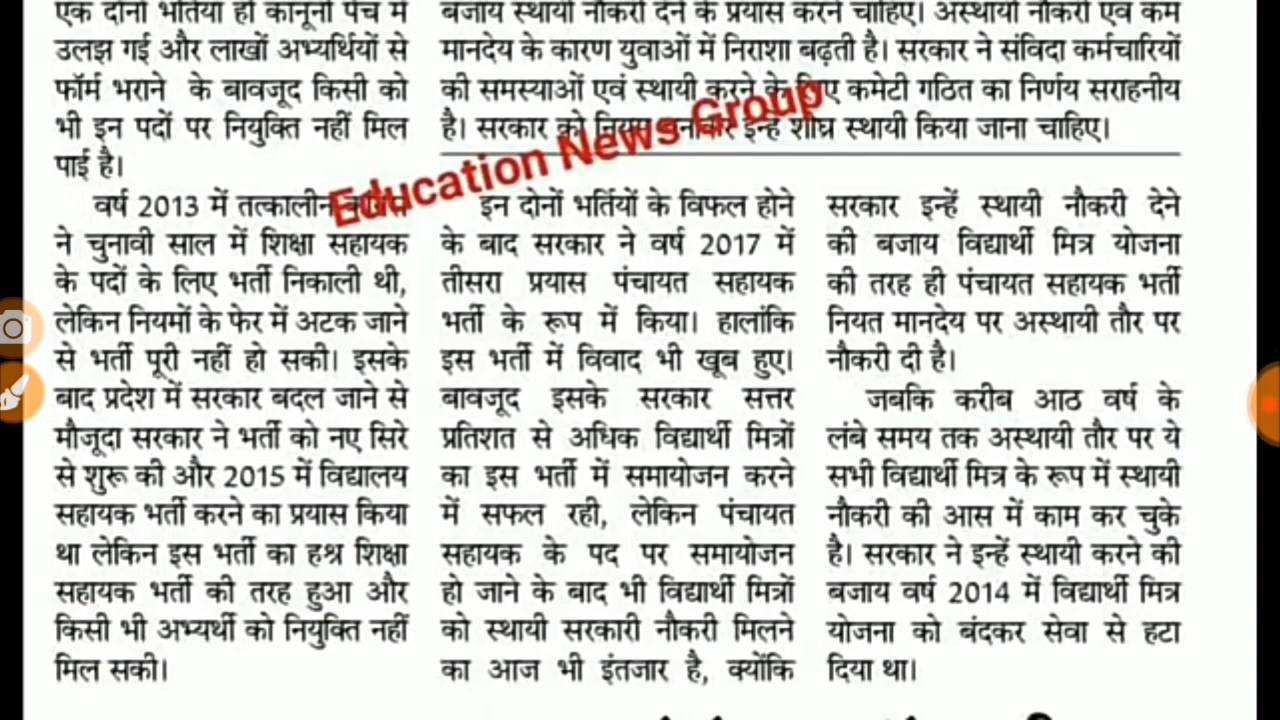 एक दोनों भर्तियां ही कानूनी पेंच में
उलझ गई और लाखों अभ्यर्थियों से
फॉर्म भराने के बावजूद किसी को
भी इन पदों पर नियुक्ति नहीं मिल
पाई है।
वर्ष 2013 में तत्कालीन
ने चुनावी साल में शिक्षा सहायक
के पदों के लिए भर्ती निकाली थी,
लेकिन नियमों के फेर में अटक जाने
से भर्ती पूरी नहीं हो सकी। इसके
बाद प्रदेश में सरकार बदल जाने से
मौजूदा सरकार ने भर्ती को नए सिरे
से शुरू की और 2015 में विद्यालय
सहायक भर्ती करने का प्रयास किया
था लेकिन इस भर्ती का हश्र शिक्षा
सहायक भर्ती की तरह हुआ और
किसी भी अभ्यर्थी को नियुक्ति नहीं
मिल सकी।
बजाय स्थायी नौकरी देने के प्रयास करने चाहिए। अस्थायी नौकरी एवं कम
मानदेय के कारण युवाओं में निराशा बढ़ती है। सरकार ने संविदा कर्मचारियों
की समस्याओं एवं स्थायी करने के लिए कमेटी गठित का निर्णय सराहनीय
है। सरकार को नियम बनाकर इन्हें शीघ्र स्थायी किया जाना चाहिए।
Education News Group
इन दोनों भर्तियों के विफल होने
के बाद सरकार ने वर्ष 2017 में
तीसरा प्रयास पंचायत सहायक
भर्ती के रूप में किया। हालांकि
इस भर्ती में विवाद भी खूब हुए।
बावजूद इसके सरकार सत्तर
प्रतिशत से अधिक विद्यार्थी मित्रों
का इस भर्ती में समायोजन करने
में सफल रही, लेकिन पंचायत
सहायक के पद पर समायोजन
हो जाने के बाद भी विद्यार्थी मित्रों
को स्थायी सरकारी नौकरी मिलने
का आज भी इंतजार है, क्योंकि
सरकार इन्हें स्थायी नौकरी देने
की बजाय विद्यार्थी मित्र योजना
की तरह ही पंचायत सहायक भर्ती
नियत मानदेय पर अस्थायी तौर पर
नौकरी दी है।
जबकि करीब आठ वर्ष के
लंबे समय तक अस्थायी तौर पर ये
सभी विद्यार्थी मित्र के रूप में स्थायी
नौकरी की आस में काम कर चुके
है। सरकार ने इन्हें स्थायी करने की
बजाय वर्ष 2014 में विद्यार्थी मित्र
योजना को बंदकर सेवा से हटा
दिया था।